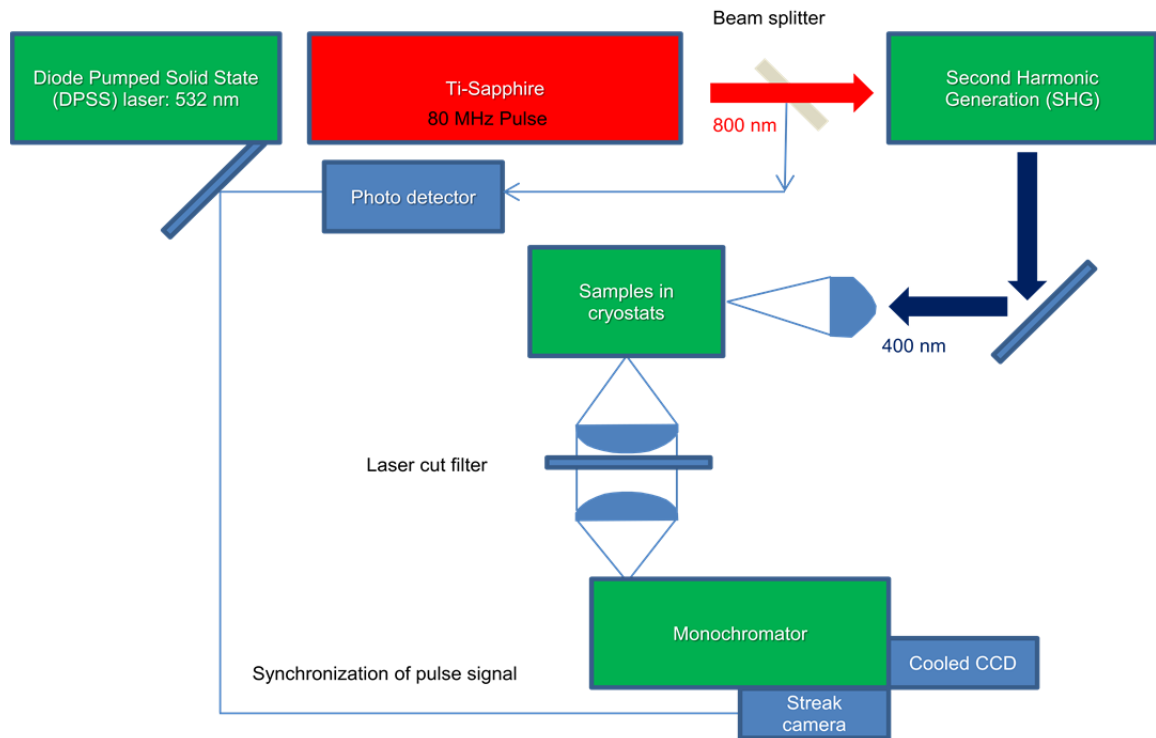 Beam splitter
Diode Pumped Solid State
(DPSS) laser: 532 nm
Ti-Sapphire
80 MHz Pulse
800 nm
Second Harmonic
Generation (SHG)
Photo detector
Samples in
cryostats
400 nm
Laser cut filter
Monochromator
Cooled CCD
Synchronization of pulse signal
Streak
camera